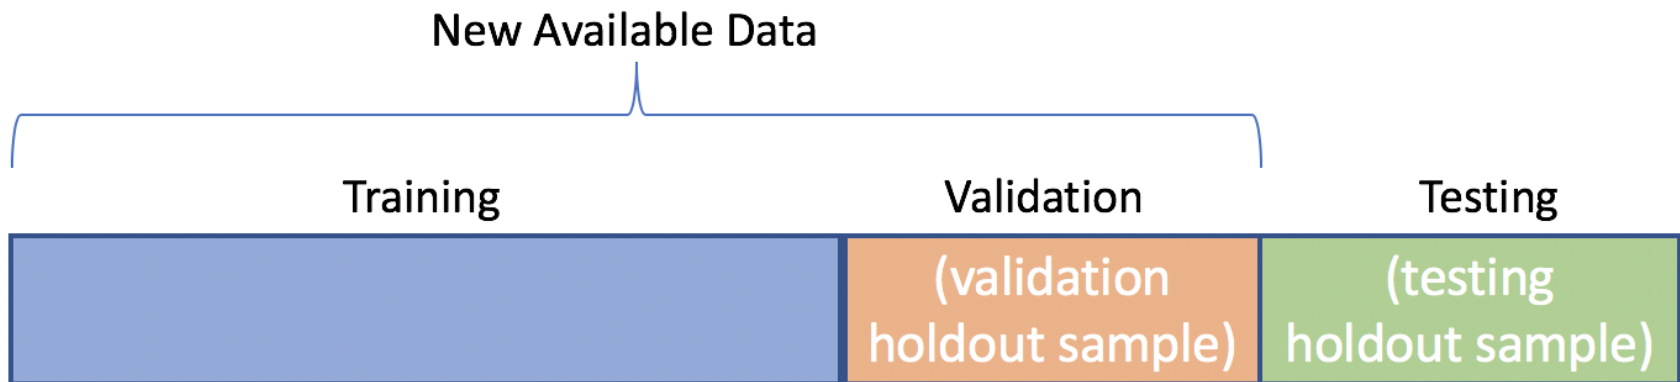 New Available Data
Training
Validation
Testing
(validation
holdout sample)
(testing
holdout sample)